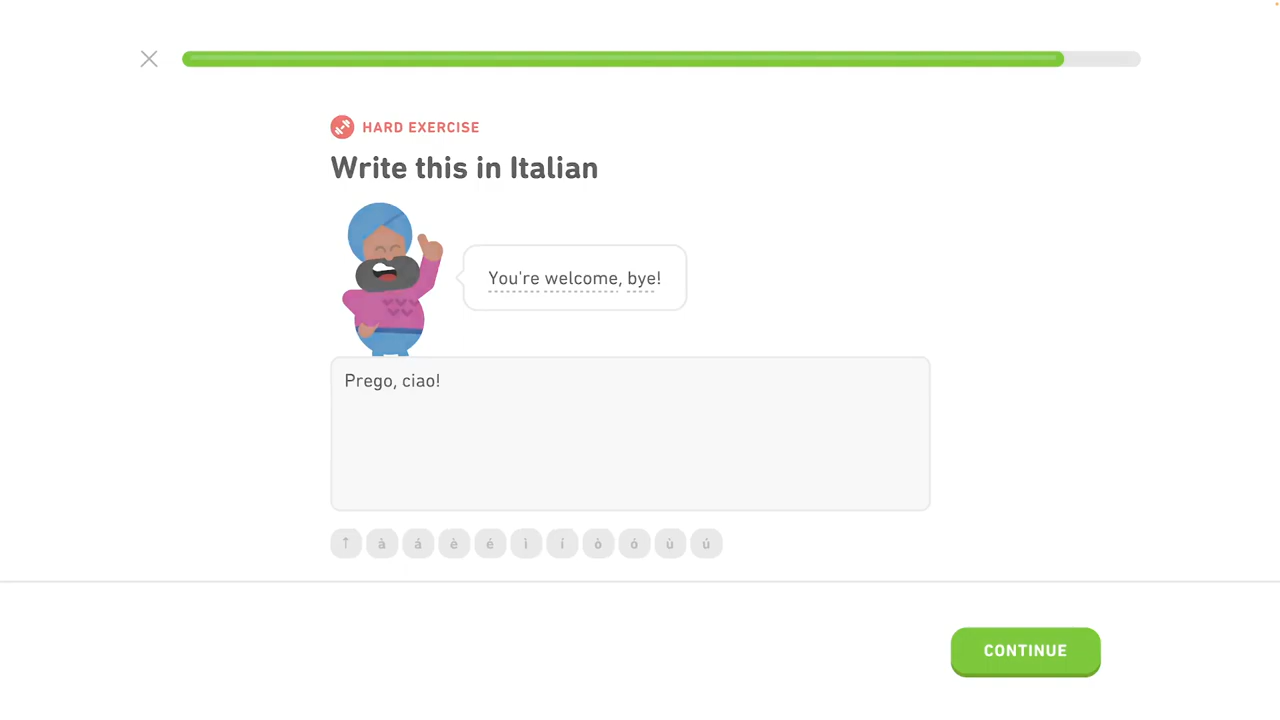 HARD EXERCISE
Write this in Italian
You're welcome, bye!
Prego, ciao!
↑ à á è é ì í ò ó ù ú
CONTINUE